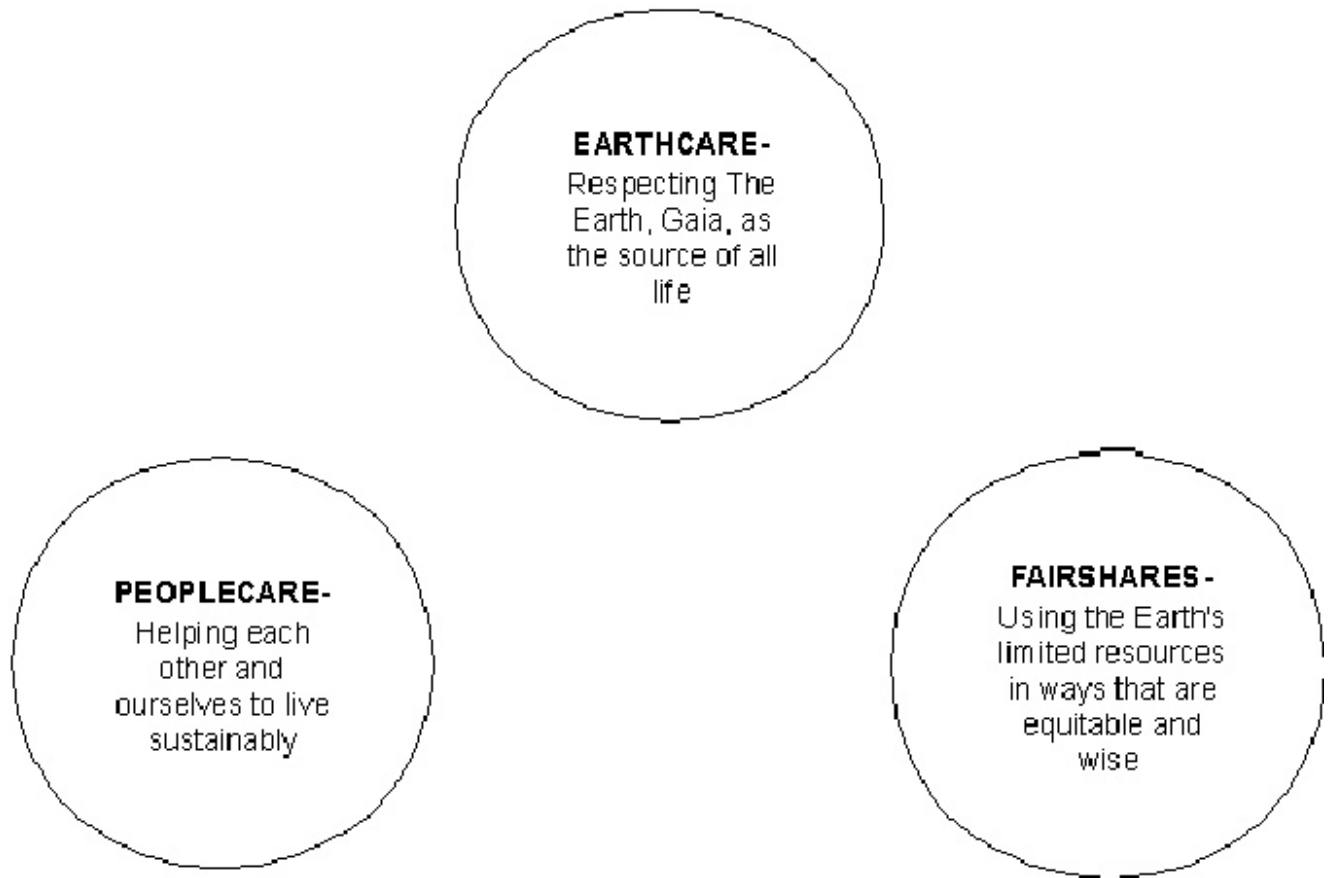 EARTHCARE-
Respecting The
Earth, Gaia, as
the source of all
life
PEOPLECARE-
Helping each
other and
ourselves to live
sustainably
FAIRSHARES-
Using the Earth's
limited resources
in ways that are
equitable and
wise